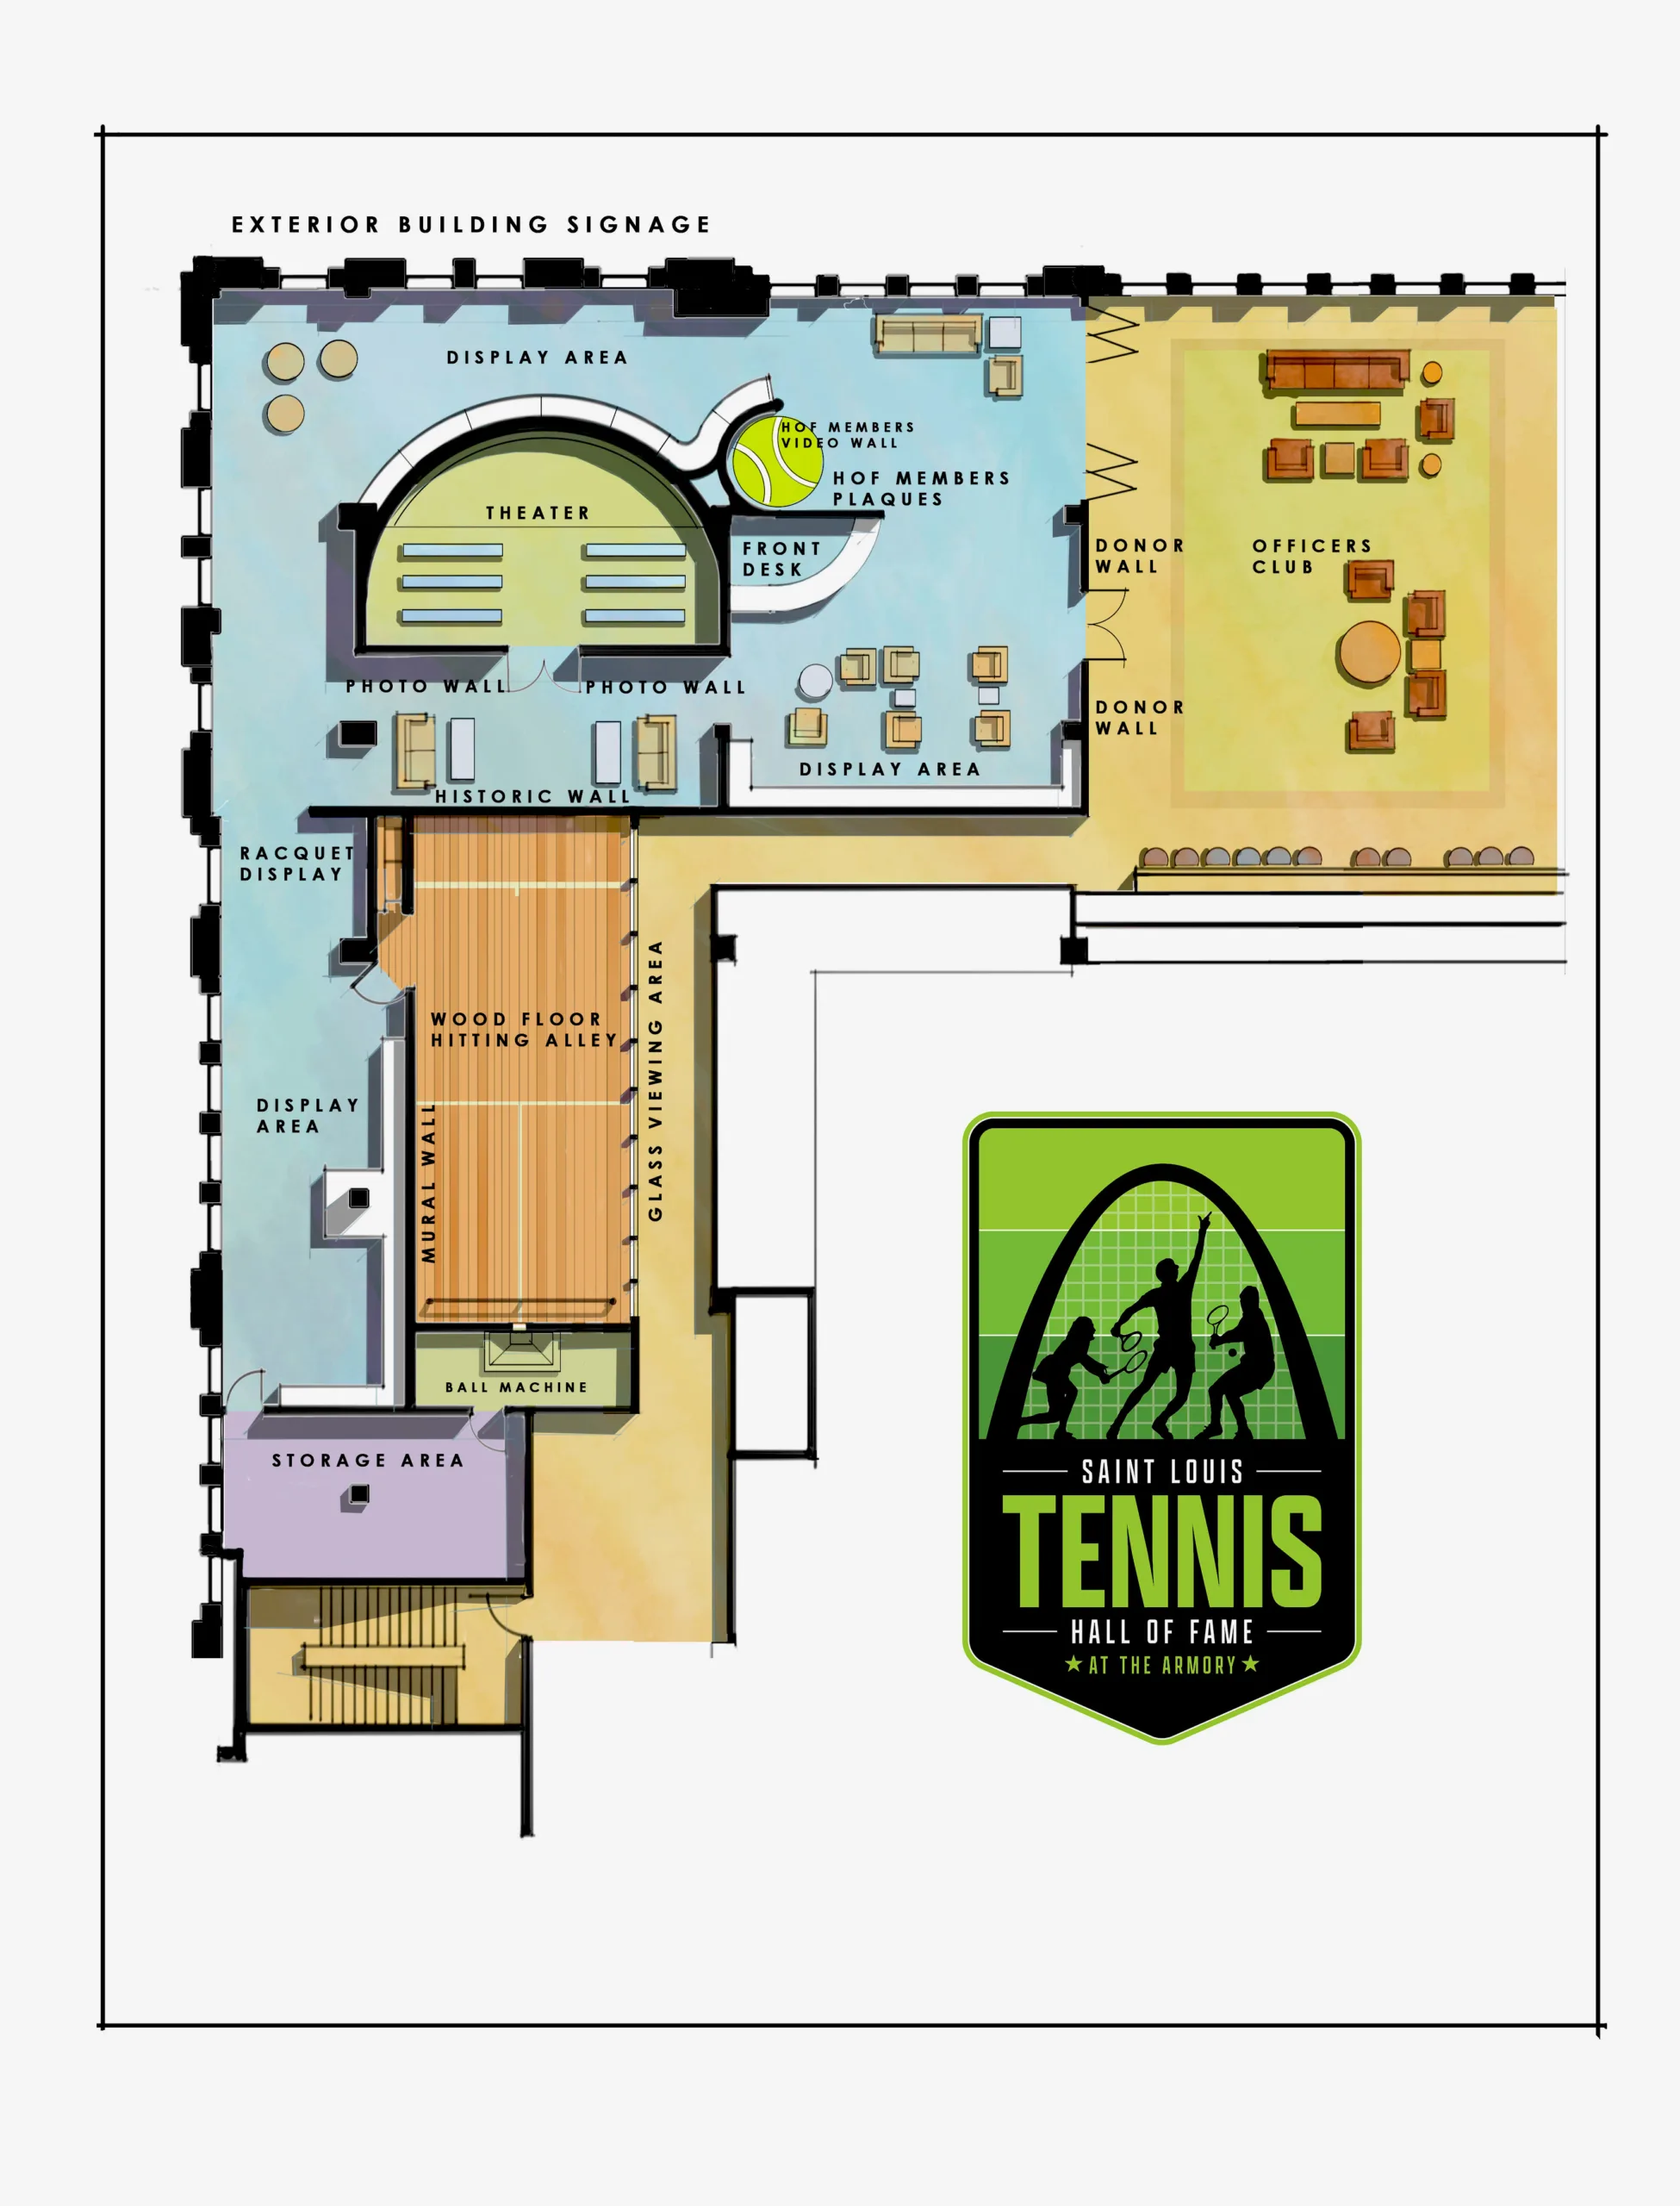 EXTERIOR BUILDING SIGNAGE
DISPLAY AREA
HOF MEMBERS
VIDEO WALL
HOF MEMBERS
PLAQUES
THEATER
FRONT
DESK
DONOR
WALL
OFFICERS
CLUB
PHOTO WALL
PHOTO WALL
DONOR
WALL
DISPLAY AREA
HISTORIC WALL
RACQUET
DISPLAY
WOOD FLOOR
HITTING ALLEY
GLASS VIEWING AREA
DISPLAY
AREA
MURAL WALL
BALL MACHINE
STORAGE AREA
SAINT LOUIS
TENNIS
HALL OF FAME
★ AT THE ARMORY ★